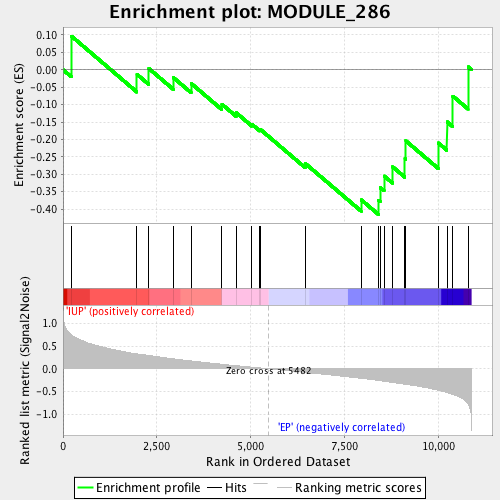 Enrichment plot: MODULE_286
Enrichment score (ES)
0.10
0.05
0.00
-0.05
-0.10
-0.15
-0.20
-0.25
-0.30
-0.35
-0.40
'IUP' (positively correlated)
Ranked list metric (Signal2Noise)
1.0
0.5
0.0
-0.5
-1.0
Zero cross at 5482
'EP' (negatively correlated)
0
2,500
5,000
7,500
10,000
Rank in Ordered Dataset
Enrichment profile
Hits
Ranking metric scores